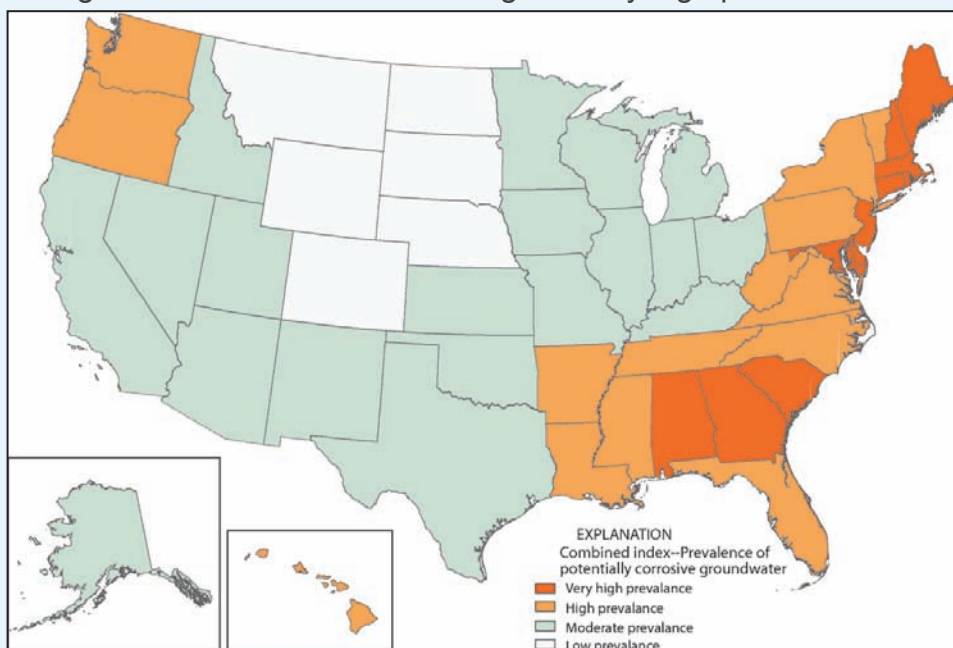 EXPLANATION
Combined index--Prevalence of
potentially corrosive groundwater
Very high prevalance
High prevalance
Moderate prevalance
Low prevalance